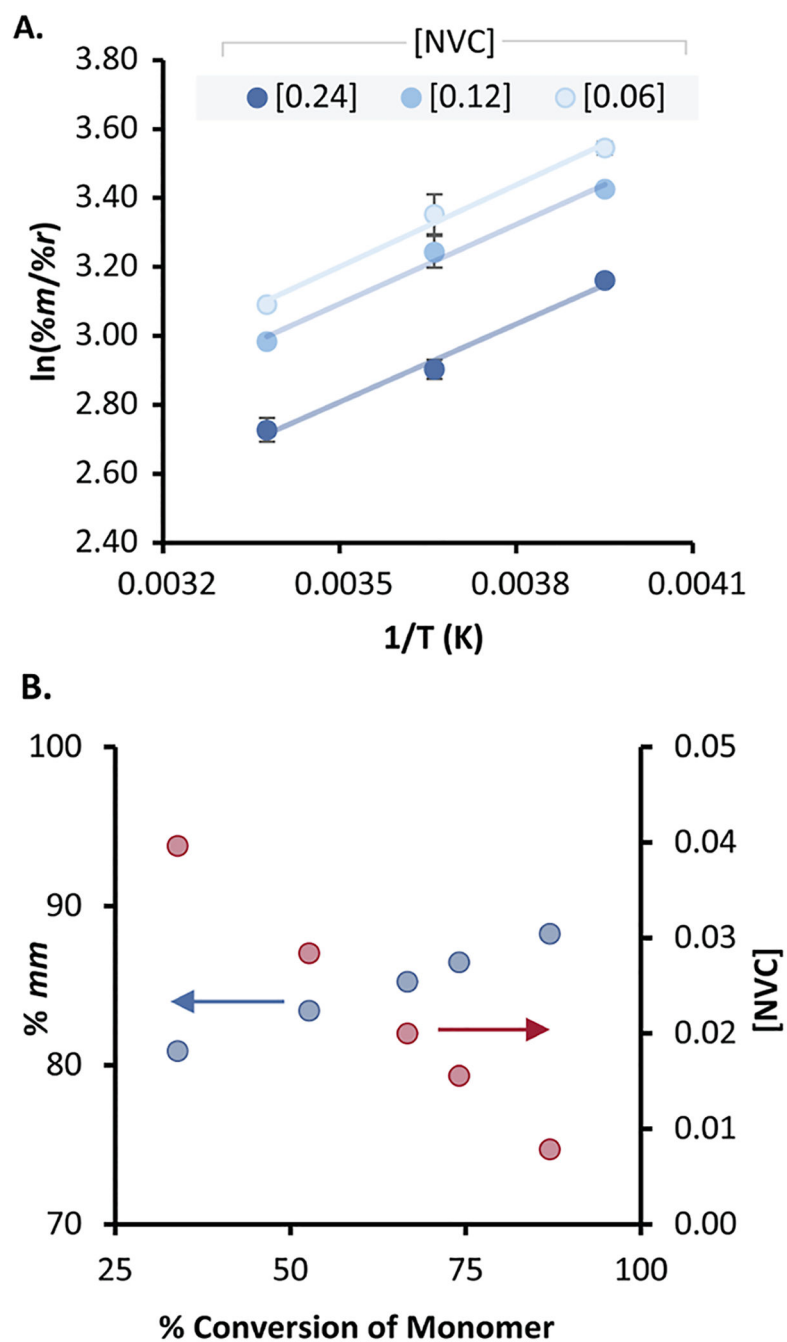 A.
[NVC]
[0.24] [0.12] [0.06]
ln(%m/%r)
3.80
3.60
3.40
3.20
3.00
2.80
2.60
2.40
0.0032 0.0035 0.0038 0.0041
1/T (K)
B.
% mm
100
90
80
70
0.05
0.04
0.03
0.02
0.01
0.00
[NVC]
25 50 75 100
% Conversion of Monomer